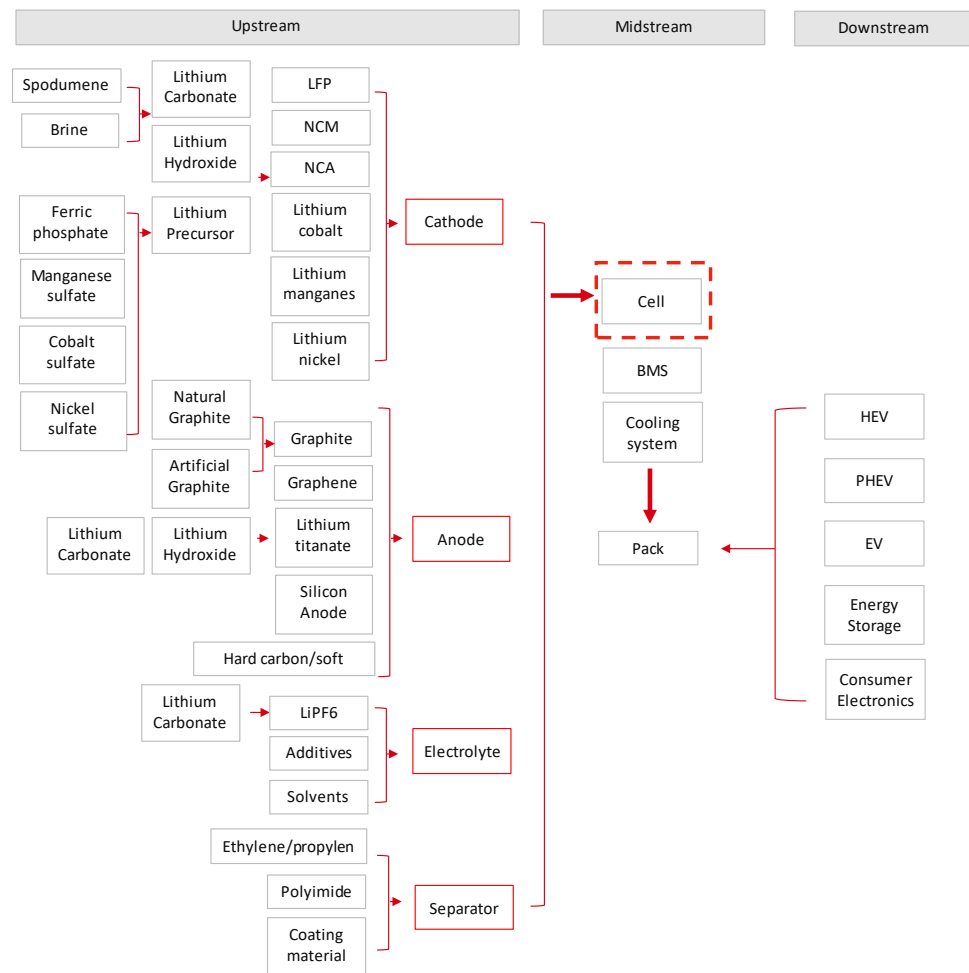 Upstream
Midstream
Downstream
Spodumene
Brine
Lithium
Carbonate
Lithium
Hydroxide
LFP
NCM
NCA
Lithium
cobalt
Lithium
manganes
Lithium
nickel
Ferric
phosphate
Manganese
sulfate
Cobalt
sulfate
Nickel
sulfate
Lithium
Precursor
Cathode
Natural
Graphite
Artificial
Graphite
Graphite
Graphene
Lithium
Carbonate
Lithium
Hydroxide
Lithium
titanate
Silicon
Anode
Hard carbon/soft
Anode
Lithium
Carbonate
LiPF6
Additives
Solvents
Electrolyte
Ethylene/propylen
Polyimide
Coating
material
Separator
Cell
BMS
Cooling
system
Pack
HEV
PHEV
EV
Energy
Storage
Consumer
Electronics